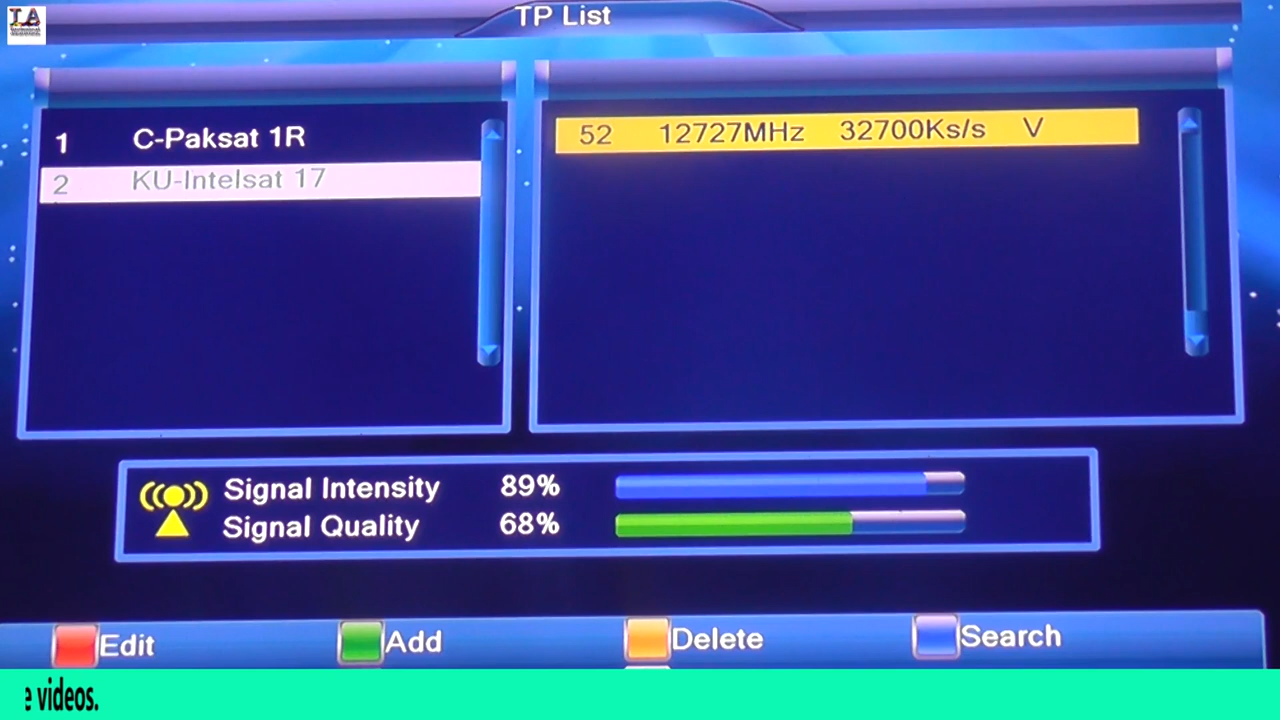 TP List
1 C-Paksat 1R
2 KU-Intelsat 17
52 12727MHz 32700Ks/s V
Signal Intensity 89%
Signal Quality 68%
Edit Add Delete Search
e videos.